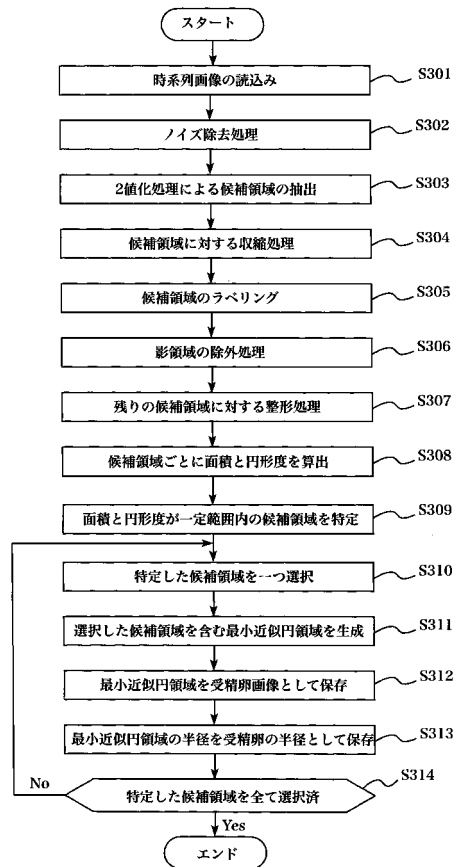 スタート
時系列画像の読込み S301
ノイズ除去処理 S302
2値化処理による候補領域の抽出 S303
候補領域に対する収縮処理 S304
候補領域のラベリング S305
影領域の除外処理 S306
残りの候補領域に対する整形処理 S307
候補領域ごとに面積と円形度を算出 S308
面積と円形度が一定範囲内の候補領域を特定 S309
特定した候補領域を一つ選択 S310
選択した候補領域を含む最小近似円領域を生成 S311
最小近似円領域を受精卵画像として保存 S312
最小近似円領域の半径を受精卵の半径として保存 S313
No 特定した候補領域を全て選択済 S314
Yes
エンド